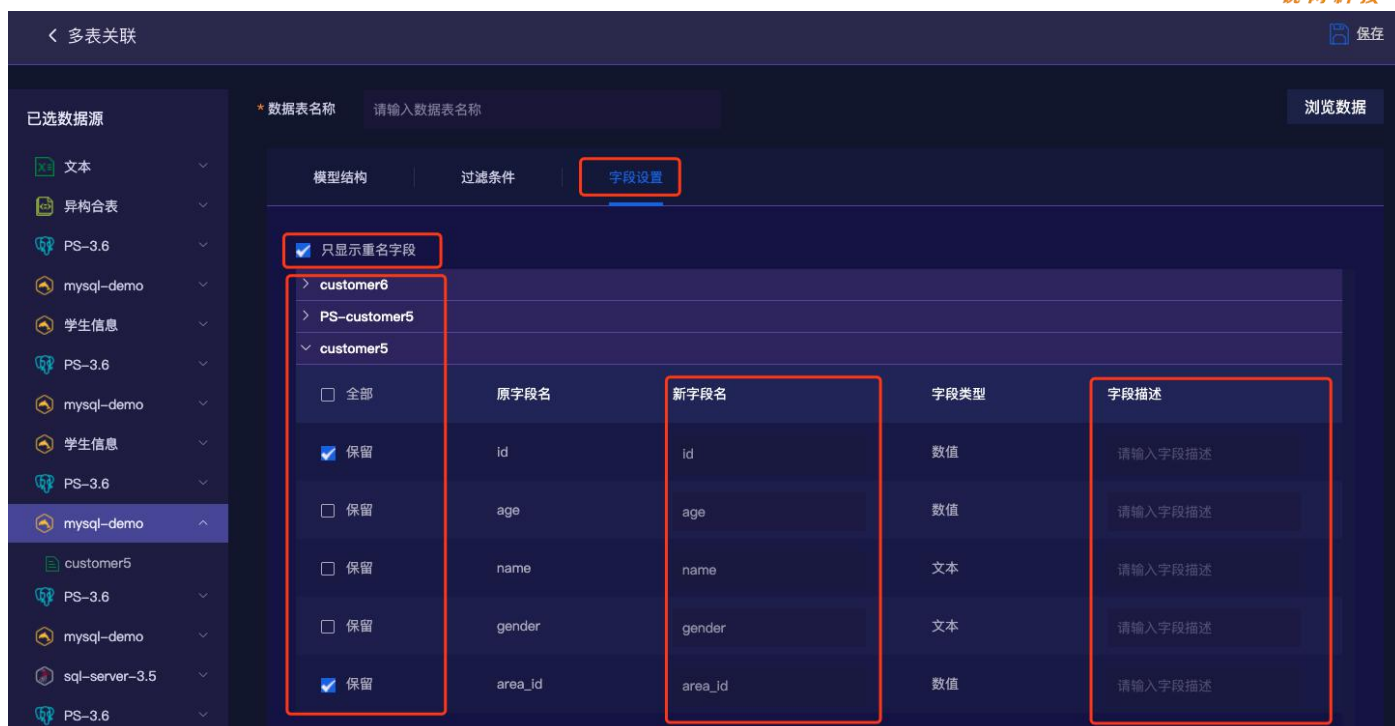 多表关联
保存
已选数据源
* 数据表名称 请输入数据表名称
浏览数据
文本
异构合表
PS-3.6
mysql-demo
学生信息
PS-3.6
mysql-demo
学生信息
PS-3.6
mysql-demo
customer5
PS-3.6
mysql-demo
sql-server-3.5
PS-3.6
模型结构 过滤条件 字段设置
只显示重名字段
customer6
PS-customer5
customer5
全部 原字段名 新字段名 字段类型 字段描述
保留 id id 数值 请输入字段描述
保留 age age 数值 请输入字段描述
保留 name name 文本 请输入字段描述
保留 gender gender 文本 请输入字段描述
保留 area_id area_id 数值 请输入字段描述